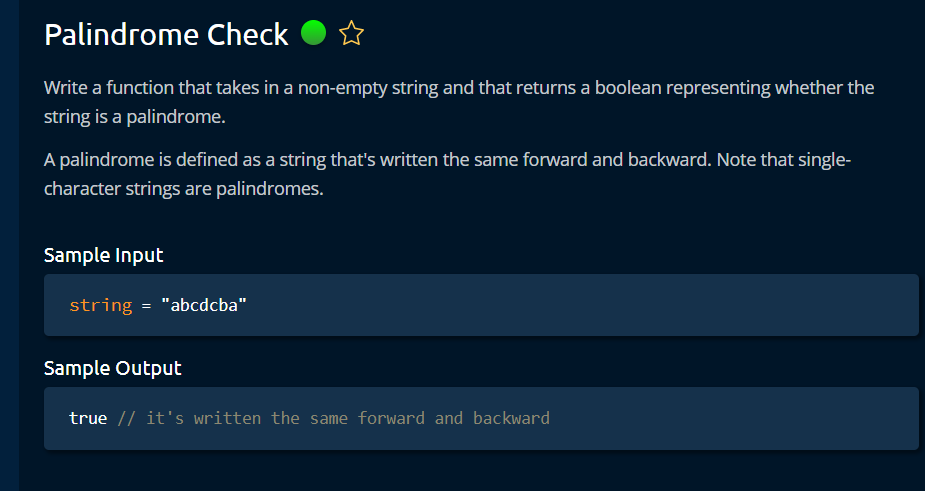 Palindrome Check
Write a function that takes in a non-empty string and that returns a boolean representing whether the
string is a palindrome.
A palindrome is defined as a string that's written the same forward and backward. Note that single-
character strings are palindromes.
Sample Input
string = "abcdcba"
Sample Output
true // it's written the same forward and backward